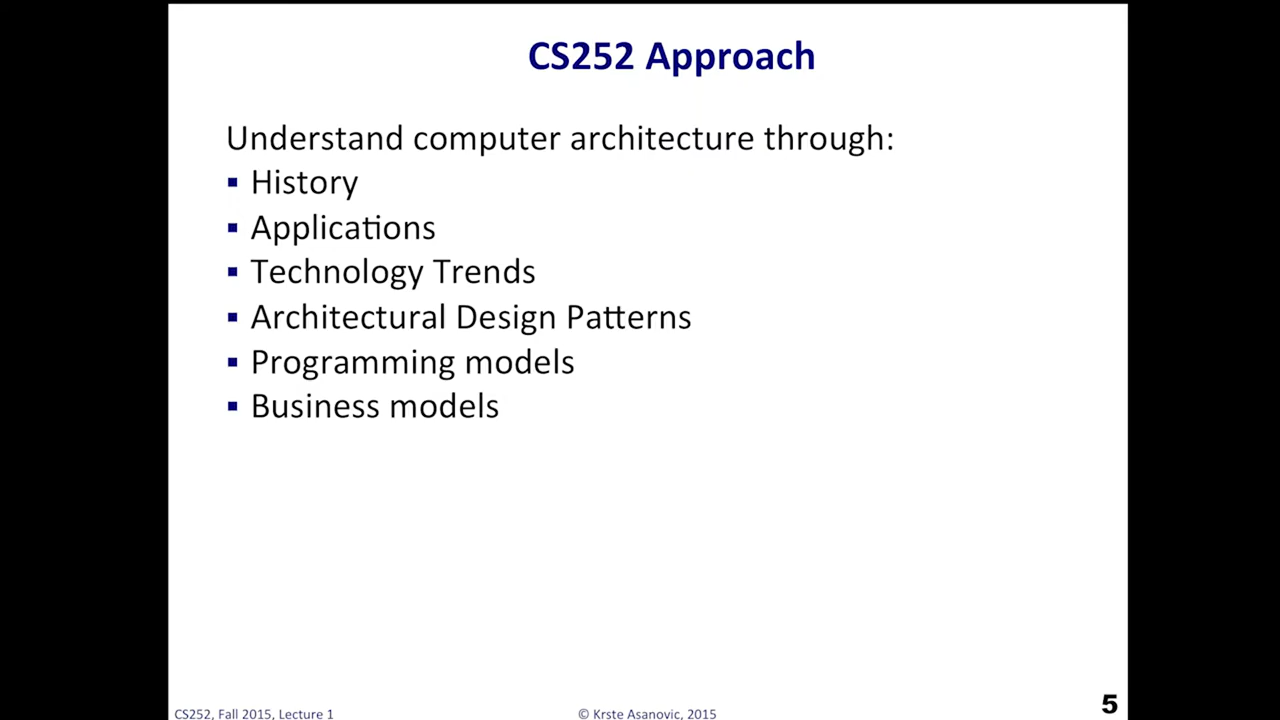 CS252 Approach
Understand computer architecture through:
▪ History
▪ Applications
▪ Technology Trends
▪ Architectural Design Patterns
▪ Programming models
▪ Business models
CS252, Fall 2015, Lecture 1
© Krste Asanovic, 2015
5